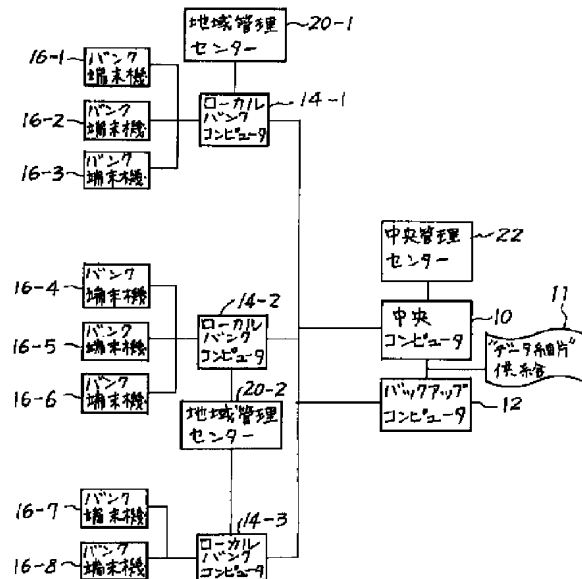 地域管理
センター
20-1
16-1
バンク
端末機
ローカル
バンク
コンピュータ
14-1
16-2
バンク
端末機
16-3
バンク
端末機
中央管理
センター
22
16-4
バンク
端末機
14-2
ローカル
バンク
コンピュータ
中央
コンピュータ
10
11
"データ細片"
供給
16-5
バンク
端末機
16-6
バンク
端末機
20-2
地域管理
センター
バックアップ
コンピュータ
12
16-7
バンク
端末機
14-3
ローカル
バンク
コンピュータ
16-8
バンク
端末機